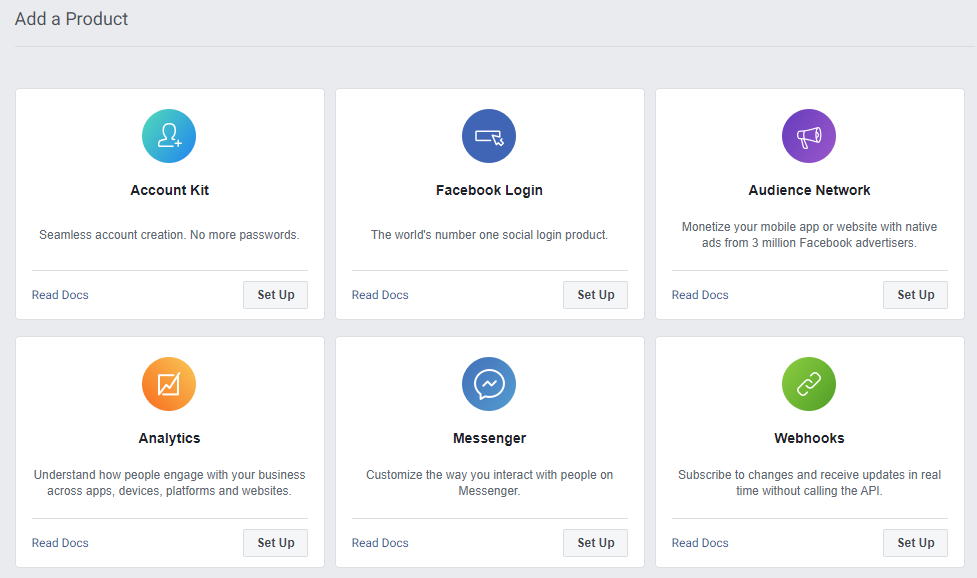 Add a Product
Account Kit
Seamless account creation. No more passwords.
Read Docs
Set Up
Facebook Login
The world's number one social login product.
Read Docs
Set Up
Audience Network
Monetize your mobile app or website with native
ads from 3 million Facebook advertisers.
Read Docs
Set Up
Analytics
Understand how people engage with your business
across apps, devices, platforms and websites.
Read Docs
Set Up
Messenger
Customize the way you interact with people on
Messenger.
Read Docs
Set Up
Webhooks
Subscribe to changes and receive updates in real
time without calling the API.
Read Docs
Set Up